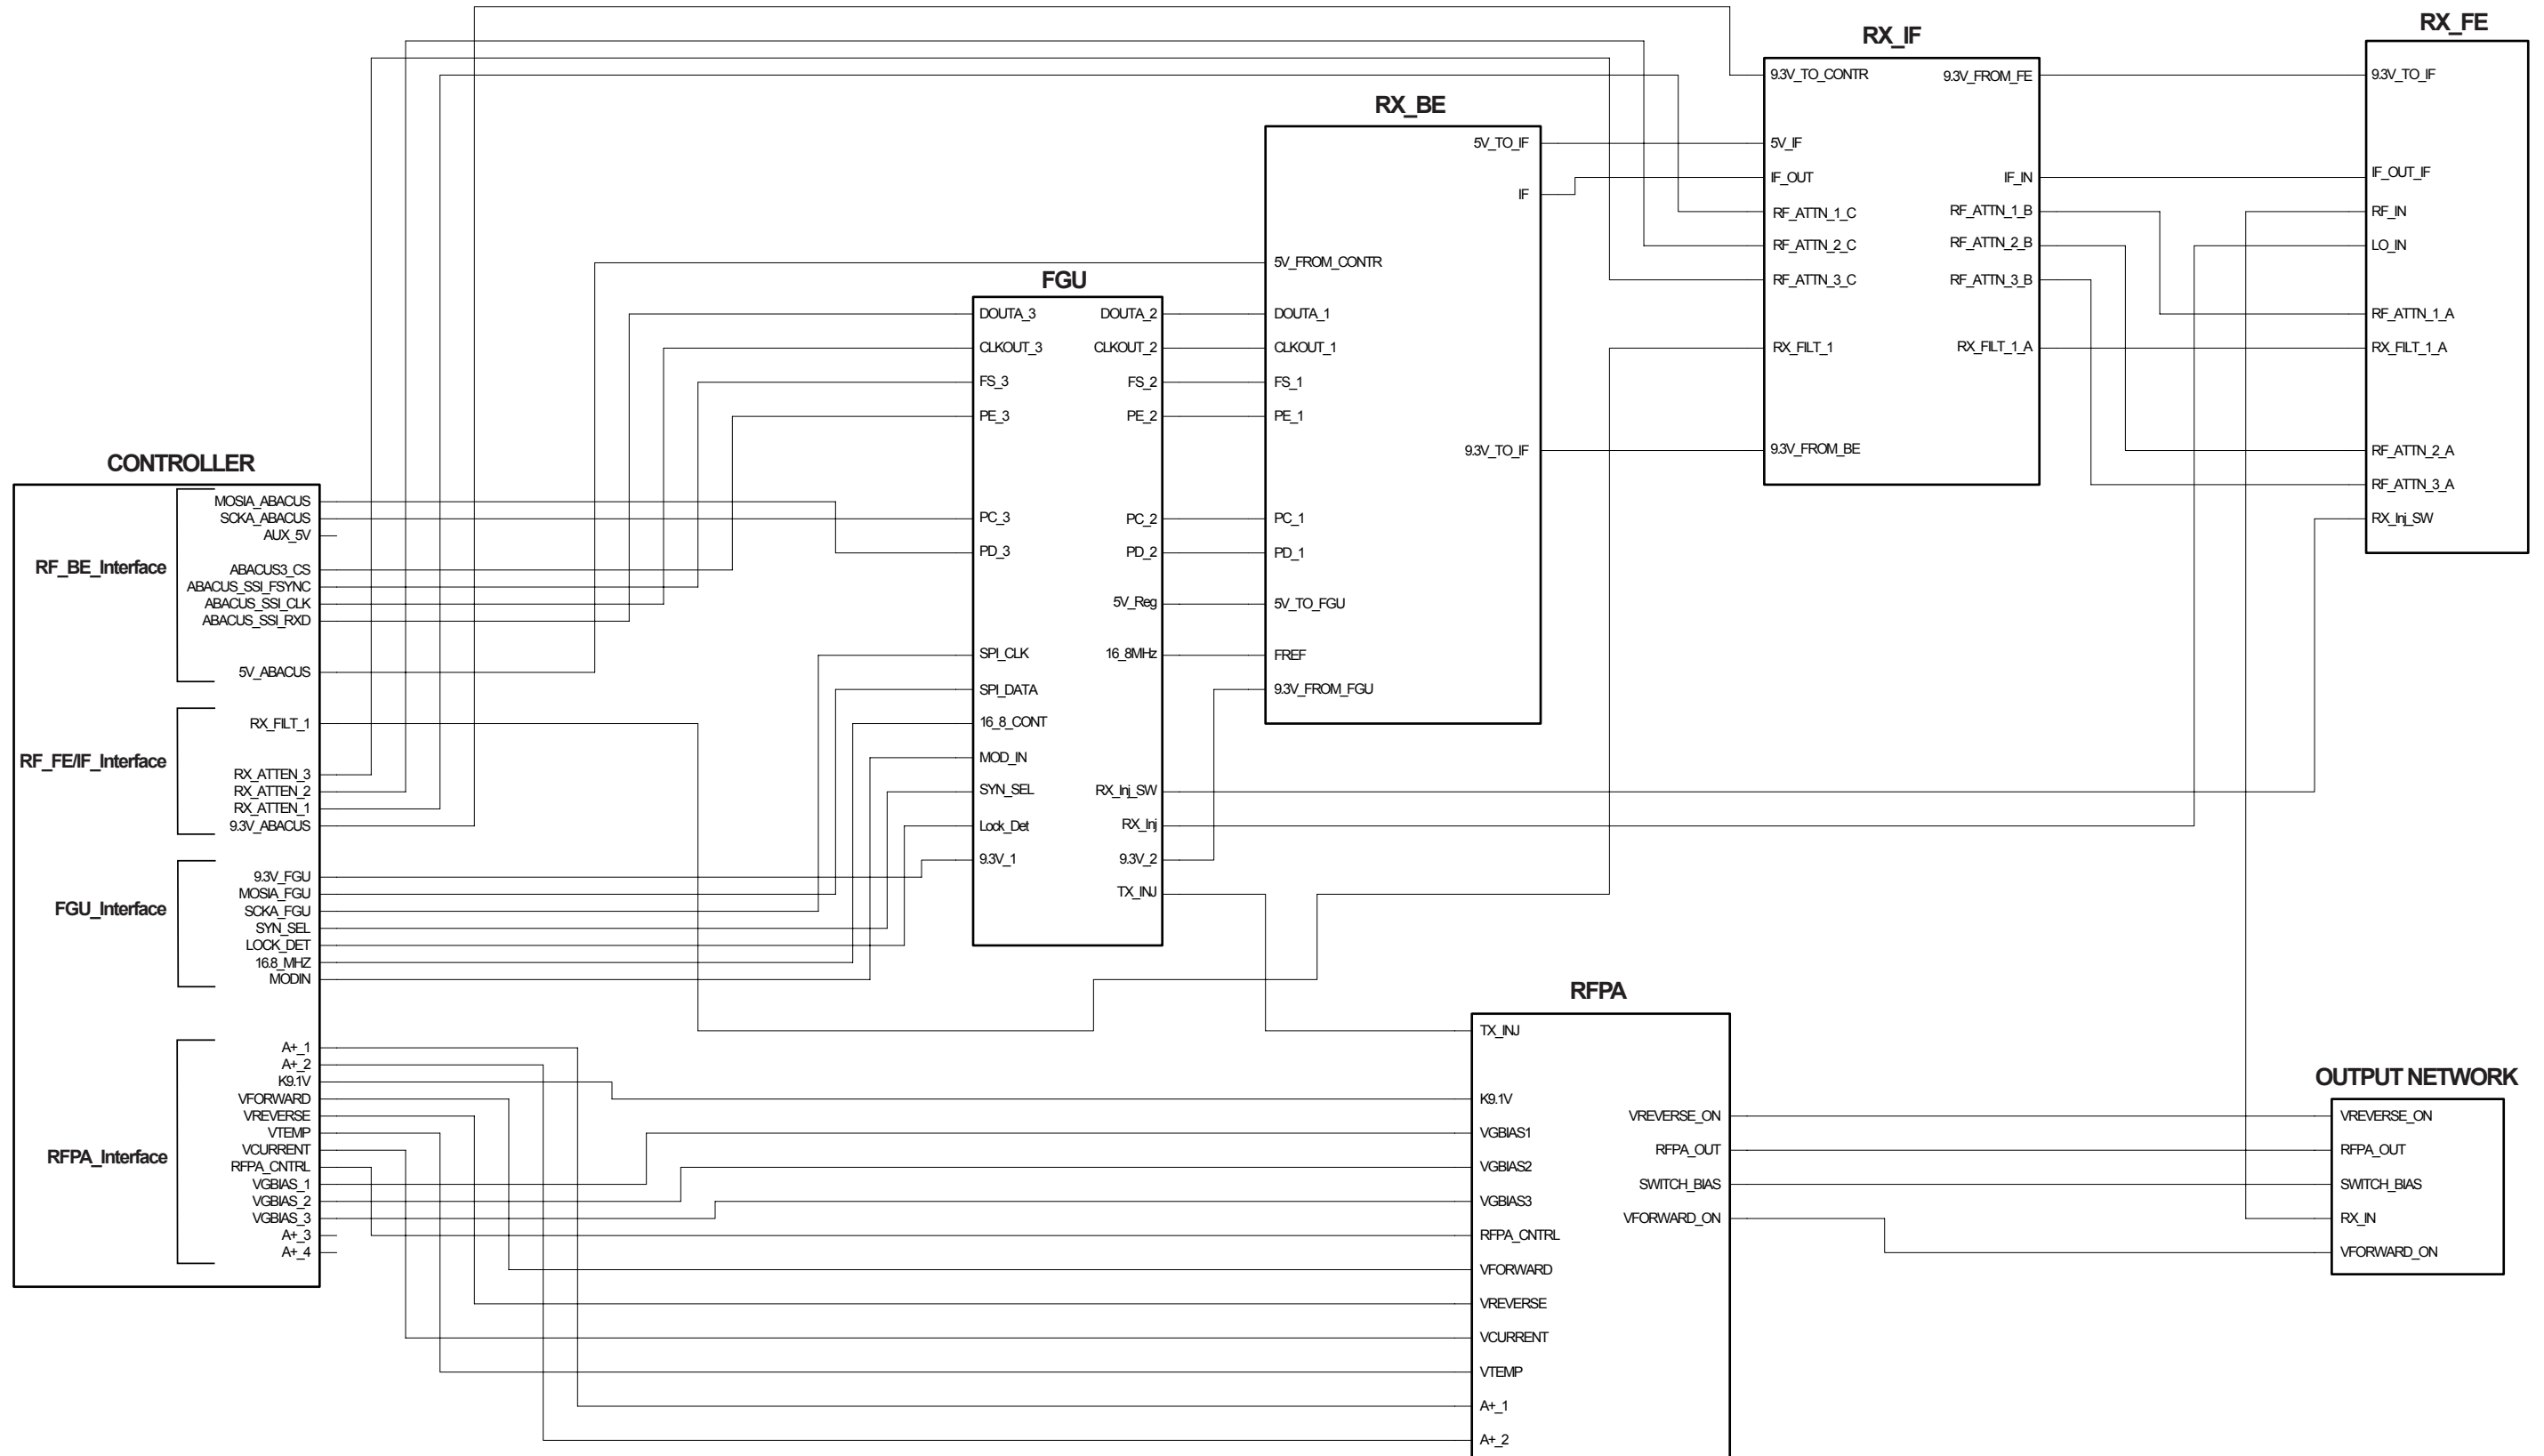 RX_FE
9.3V_TO_IF
IF_OUT_IF
RF_IN
LO_IN
RF_ATTN_1_A
RX_FILT_1_A
RF_ATTN_2_A
RF_ATTN_3_A
RX_Inj_SW
RX_IF
9.3V_TO_CONTR
9.3V_FROM_FE
5V_IF
IF_OUT
IF_IN
RF_ATTN_1_C
RF_ATTN_1_B
RF_ATTN_2_C
RF_ATTN_2_B
RF_ATTN_3_C
RF_ATTN_3_B
RX_FILT_1
RX_FILT_1_A
9.3V_FROM_BE
RX_BE
5V_TO_IF
IF
5V_FROM_CONTR
DOUTA_1
CLKOUT_1
FS_1
PE_1
9.3V_TO_IF
PC_1
PD_1
5V_TO_FGU
FREF
9.3V_FROM_FGU
FGU
DOUTA_3
DOUTA_2
CLKOUT_3
CLKOUT_2
FS_3
FS_2
PE_3
PE_2
PC_3
PC_2
PD_3
PD_2
5V_Reg
SPI_CLK
16_8MHz
SPI_DATA
16_8_CONT
MOD_IN
SYN_SEL
RX_Inj_SW
Lock_Det
RX_Inj
9.3V_1
9.3V_2
TX_INJ
CONTROLLER
RF_BE_Interface
MOSIA_ABACUS
SCKA_ABACUS
AUX_5V
ABACUS3_CS
ABACUS_SSI_FSYNC
ABACUS_SSI_CLK
ABACUS_SSI_RXD
5V_ABACUS
RF_FE/IF_Interface
RX_FILT_1
RX_ATTEN_3
RX_ATTEN_2
RX_ATTEN_1
9.3V_ABACUS
FGU_Interface
9.3V_FGU
MOSIA_FGU
SCKA_FGU
SYN_SEL
LOCK_DET
16.8_MHZ
MODIN
RFPA_Interface
A+_1
A+_2
K9.1V
VFORWARD
VREVERSE
VTEMP
VCURRENT
RFPA_CNTRL
VGBIAS_1
VGBIAS_2
VGBIAS_3
A+_3
A+_4
RFPA
TX_INJ
K9.1V
VGBIAS1
VGBIAS2
VGBIAS3
RFPA_CNTRL
VFORWARD
VREVERSE
VCURRENT
VTEMP
A+_1
A+_2
VREVERSE_ON
RFPA_OUT
SWITCH_BIAS
VFORWARD_ON
OUTPUT NETWORK
VREVERSE_ON
RFPA_OUT
SWITCH_BIAS
RX_IN
VFORWARD_ON